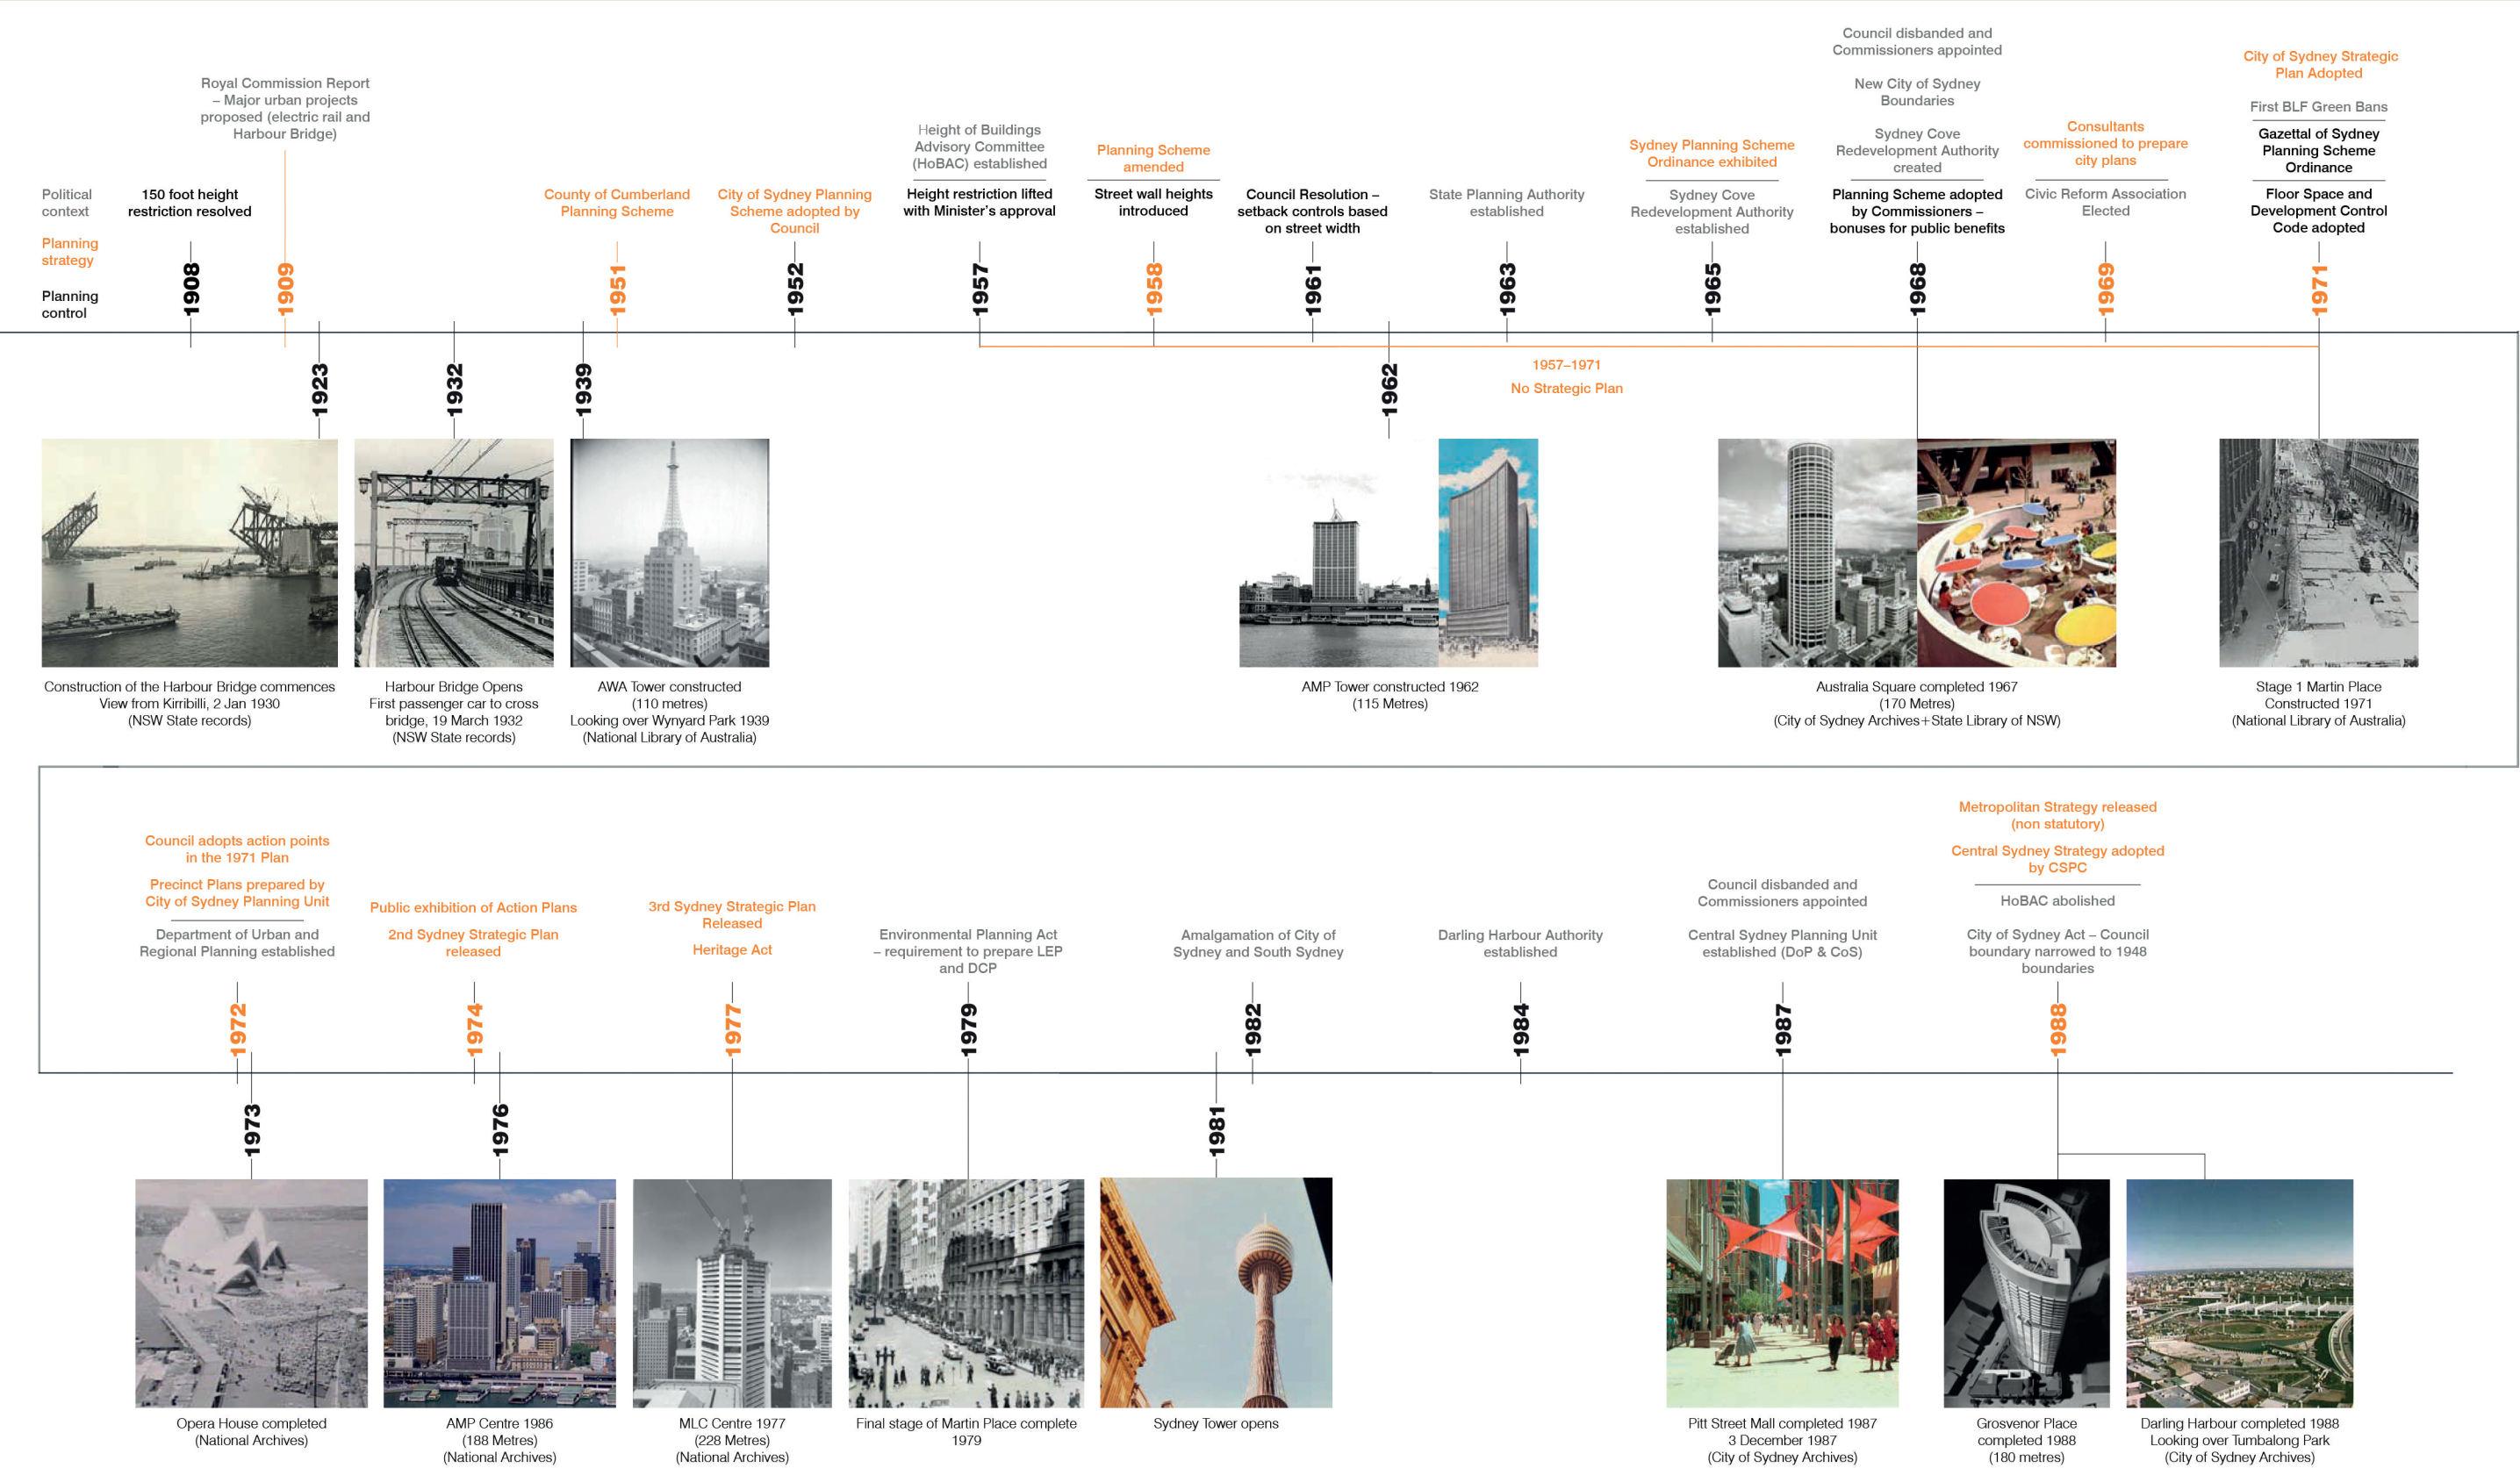 Political
context
Planning
strategy
Planning
control
150 foot height
restriction resolved
1908
Royal Commission Report
– Major urban projects
proposed (electric rail and
Harbour Bridge)
1909
County of Cumberland
Planning Scheme
1951
City of Sydney Planning
Scheme adopted by
Council
1952
Height of Buildings
Advisory Committee
(HoBAC) established
Height restriction lifted
with Minister's approval
1957
Planning Scheme
amended
Street wall heights
introduced
1958
Council Resolution –
setback controls based
on street width
1961
State Planning Authority
established
1963
Sydney Planning Scheme
Ordinance exhibited
Sydney Cove
Redevelopment Authority
established
1965
Council disbanded and
Commissioners appointed
New City of Sydney
Boundaries
Sydney Cove
Redevelopment Authority
created
Planning Scheme adopted
by Commissioners –
bonuses for public benefits
1968
Consultants
commissioned to prepare
city plans
Civic Reform Association
Elected
1969
City of Sydney Strategic
Plan Adopted
First BLF Green Bans
Gazettal of Sydney
Planning Scheme
Ordinance
Floor Space and
Development Control
Code adopted
1971
1957–1971
No Strategic Plan
1923
Construction of the Harbour Bridge commences
View from Kirribilli, 2 Jan 1930
(NSW State records)
1932
Harbour Bridge Opens
First passenger car to cross
bridge, 19 March 1932
(NSW State records)
1939
AWA Tower constructed
(110 metres)
Looking over Wynyard Park 1939
(National Library of Australia)
1962
AMP Tower constructed 1962
(115 Metres)
Australia Square completed 1967
(170 Metres)
(City of Sydney Archives+State Library of NSW)
Stage 1 Martin Place
Constructed 1971
(National Library of Australia)
Council adopts action points
in the 1971 Plan
Precinct Plans prepared by
City of Sydney Planning Unit
Department of Urban and
Regional Planning established
1972
Public exhibition of Action Plans
2nd Sydney Strategic Plan
released
1974
3rd Sydney Strategic Plan
Released
Heritage Act
1977
Environmental Planning Act
– requirement to prepare LEP
and DCP
1979
Amalgamation of City of
Sydney and South Sydney
1982
Darling Harbour Authority
established
1984
Council disbanded and
Commissioners appointed
Central Sydney Planning Unit
established (DoP & CoS)
1987
Metropolitan Strategy released
(non statutory)
Central Sydney Strategy adopted
by CSPC
HoBAC abolished
City of Sydney Act – Council
boundary narrowed to 1948
boundaries
1988
1973
Opera House completed
(National Archives)
1976
AMP
AMP Centre 1986
(188 Metres)
(National Archives)
MLC Centre 1977
(228 Metres)
(National Archives)
Final stage of Martin Place complete
1979
1981
Sydney Tower opens
Pitt Street Mall completed 1987
3 December 1987
(City of Sydney Archives)
Grosvenor Place
completed 1988
(180 metres)
Darling Harbour completed 1988
Looking over Tumbalong Park
(City of Sydney Archives)